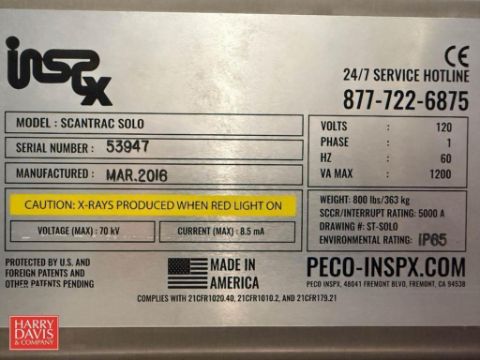 inspx
CE
24/7 SERVICE HOTLINE
877-722-6875
MODEL : SCANTRAC SOLO
SERIAL NUMBER : 53947
MANUFACTURED : MAR.2016
VOLTS : 120
PHASE : 1
HZ : 60
VA MAX : 1200
CAUTION: X-RAYS PRODUCED WHEN RED LIGHT ON
VOLTAGE (MAX) : 70 kV
CURRENT (MAX) : 8.5 mA
WEIGHT: 800 lbs/363 kg
SCCR/INTERRUPT RATING: 5000 A
DRAWING #: ST-SOLO
ENVIRONMENTAL RATING: IP65
PROTECTED BY U.S. AND
FOREIGN PATENTS AND
OTHER PATENTS PENDING
MADE IN
AMERICA
PECO-INSPX.COM
PECO INSPX, 48041 FREMONT BLVD, FREMONT, CA 94538
COMPLIES WITH 21CFR1020.40, 21CFR1010.2, AND 21CFR179.21
HARRY
DAVIS
& COMPANY